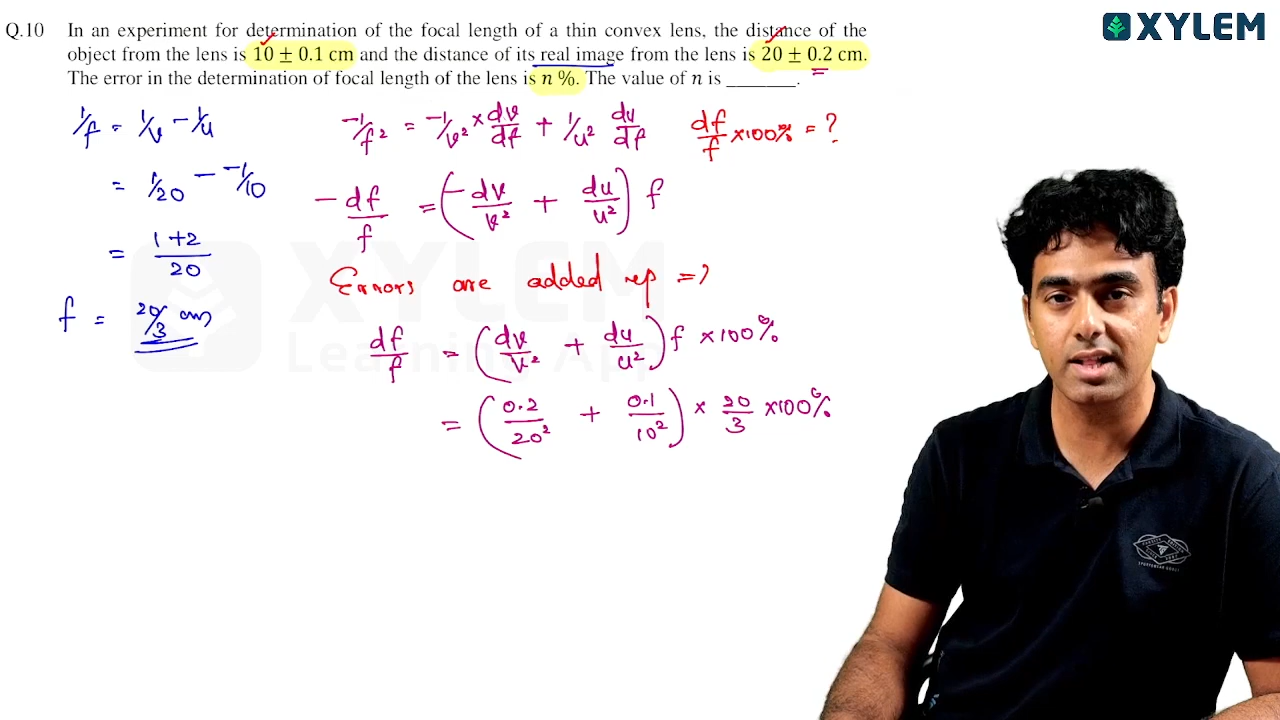 XYLEM
Q.10 In an experiment for determination of the focal length of a thin convex lens, the distance of the
object from the lens is 10 ± 0.1 cm and the distance of its real image from the lens is 20 ± 0.2 cm.
The error in the determination of focal length of the lens is n %. The value of n is _______.
1/f = 1/v − 1/u
= 1/20 − −1/10
= (1+2)/20
f = 20/3 cm
−1/f² = −1/v² × dv/df + 1/u² du/df
df/f × 100% = ?
−df/f = (−dv/v² + du/u²) f
Errors are added up =?
df/f = (dv/v² + du/u²) f × 100%
= (0.2/20² + 0.1/10²) × 20/3 × 100%
XYLEM
Learning App